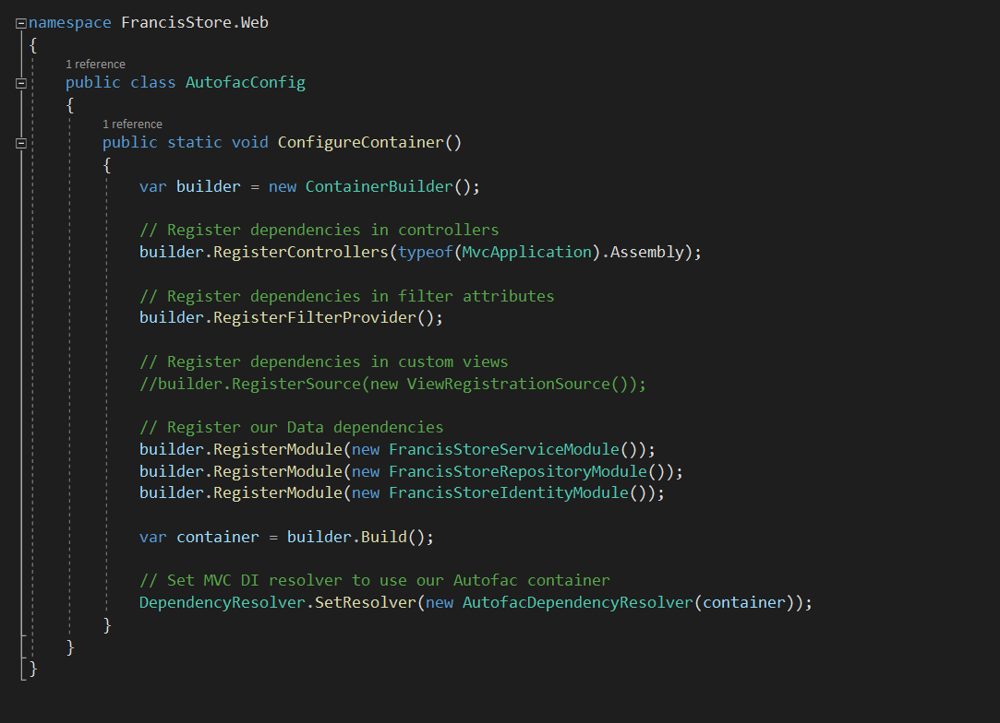 namespace FrancisStore.Web
{
1 reference
public class AutofacConfig
{
1 reference
public static void ConfigureContainer()
{
var builder = new ContainerBuilder();
// Register dependencies in controllers
builder.RegisterControllers(typeof(MvcApplication).Assembly);
// Register dependencies in filter attributes
builder.RegisterFilterProvider();
// Register dependencies in custom views
//builder.RegisterSource(new ViewRegistrationSource());
// Register our Data dependencies
builder.RegisterModule(new FrancisStoreServiceModule());
builder.RegisterModule(new FrancisStoreRepositoryModule());
builder.RegisterModule(new FrancisStoreIdentityModule());
var container = builder.Build();
// Set MVC DI resolver to use our Autofac container
DependencyResolver.SetResolver(new AutofacDependencyResolver(container));
}
}
}